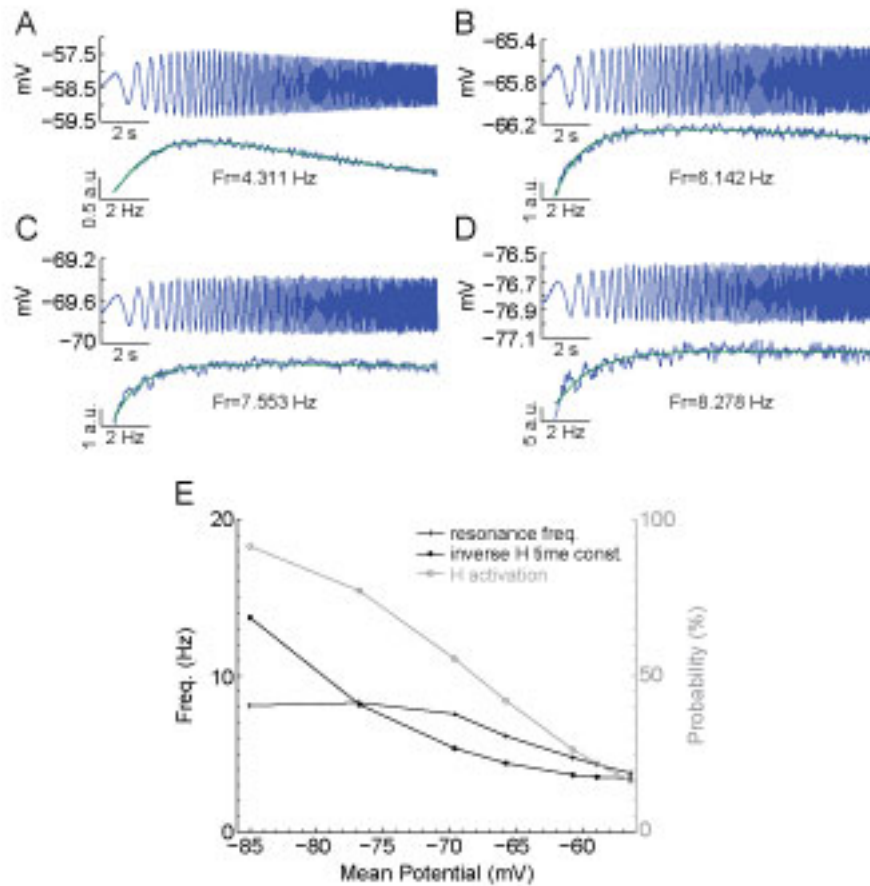 A
−57.5
−58.5
−59.5
mV
2 s
0.5 a.u.
2 Hz
Fr=4.311 Hz
B
−65.4
−65.8
−66.2
mV
2 s
1 a.u.
2 Hz
Fr=6.142 Hz
C
−69.2
−69.6
−70
mV
2 s
1 a.u.
2 Hz
Fr=7.553 Hz
D
−76.5
−76.7
−76.9
−77.1
mV
2 s
5 a.u.
2 Hz
Fr=8.278 Hz
E
20
10
0
Freq. (Hz)
resonance freq.
inverse H time const.
H activation
100
50
0
Probability (%)
−85 −80 −75 −70 −65 −60
Mean Potential (mV)